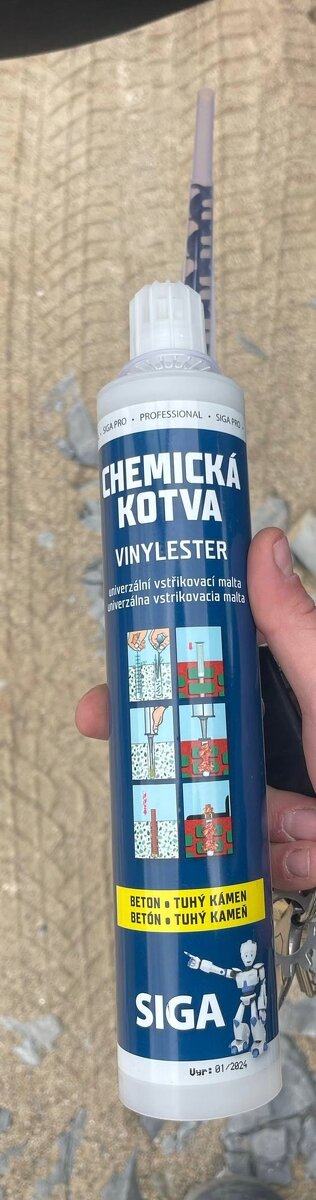 SIGA PRO • PROFESSIONAL • SIGA PRO
CHEMICKÁ
KOTVA
VINYLESTER
univerzální vstřikovací malta
univerzálna vstrikovacia malta
BETON • TUHÝ KÁMEN
BETÓN • TUHÝ KAMEŇ
SIGA
Vyr: 01/2024